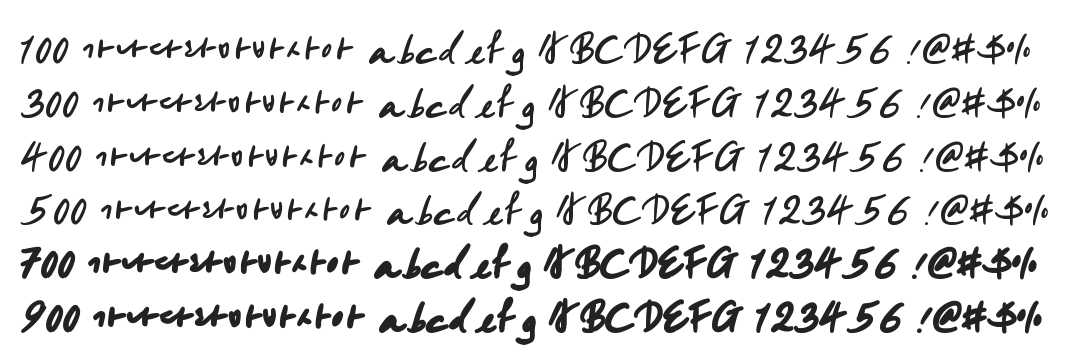 100 가나다라마바사아 abcdefg ABCDEFG 123456 !@#$%
300 가나다라마바사아 abcdefg ABCDEFG 123456 !@#$%
400 가나다라마바사아 abcdefg ABCDEFG 123456 !@#$%
500 가나다라마바사아 abcdefg ABCDEFG 123456 !@#$%
700 가나다라마바사아 abcdefg ABCDEFG 123456 !@#$%
900 가나다라마바사아 abcdefg ABCDEFG 123456 !@#$%